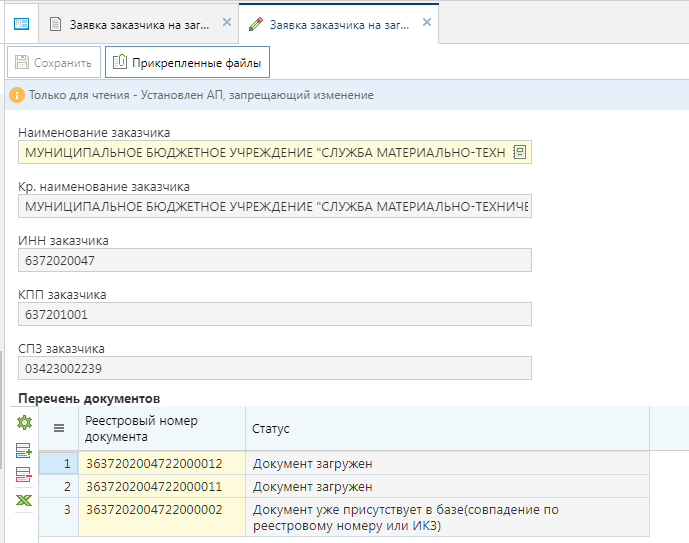 Заявка заказчика на заг...
Заявка заказчика на заг...
Сохранить
Прикрепленные файлы
Только для чтения - Установлен АП, запрещающий изменение
Наименование заказчика
МУНИЦИПАЛЬНОЕ БЮДЖЕТНОЕ УЧРЕЖДЕНИЕ "СЛУЖБА МАТЕРИАЛЬНО-ТЕХН
Кр. наименование заказчика
МУНИЦИПАЛЬНОЕ БЮДЖЕТНОЕ УЧРЕЖДЕНИЕ "СЛУЖБА МАТЕРИАЛЬНО-ТЕХНИЧЕ
ИНН заказчика
6372020047
КПП заказчика
637201001
СПЗ заказчика
03423002239
Перечень документов
Реестровый номер документа Статус
1 3637202004722000012 Документ загружен
2 3637202004722000011 Документ загружен
3 3637202004722000002 Документ уже присутствует в базе(совпадение по
реестровому номеру или ИКЗ)